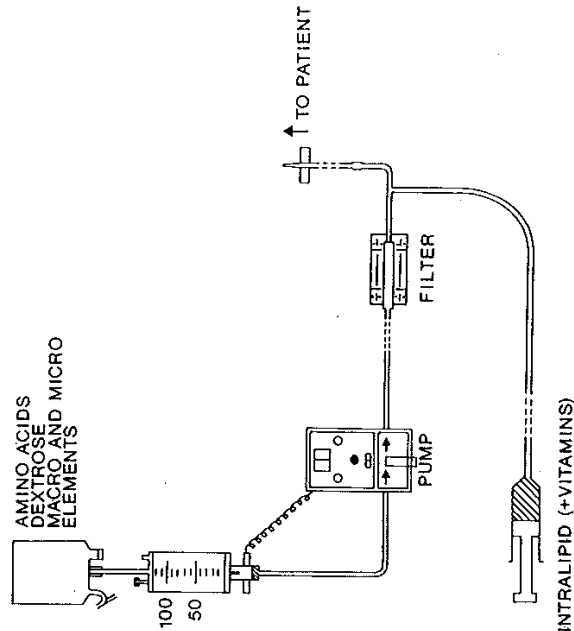 AMINO ACIDS
DEXTROSE
MACRO AND MICRO
ELEMENTS
100
50
PUMP
FILTER
TO PATIENT
INTRALIPID (+VITAMINS)